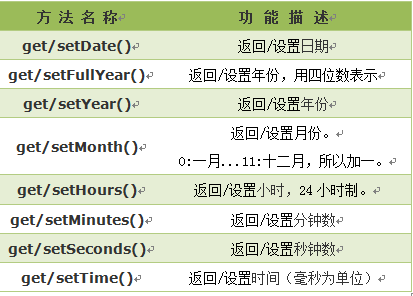 方 法 名 称 功 能 描 述
get/setDate() 返回/设置日期
get/setFullYear() 返回/设置年份，用四位数表示
get/setYear() 返回/设置年份
get/setMonth() 返回/设置月份。
0:一月...11:十二月，所以加一。
get/setHours() 返回/设置小时，24 小时制。
get/setMinutes() 返回/设置分钟数
get/setSeconds() 返回/设置秒钟数
get/setTime() 返回/设置时间（毫秒为单位）